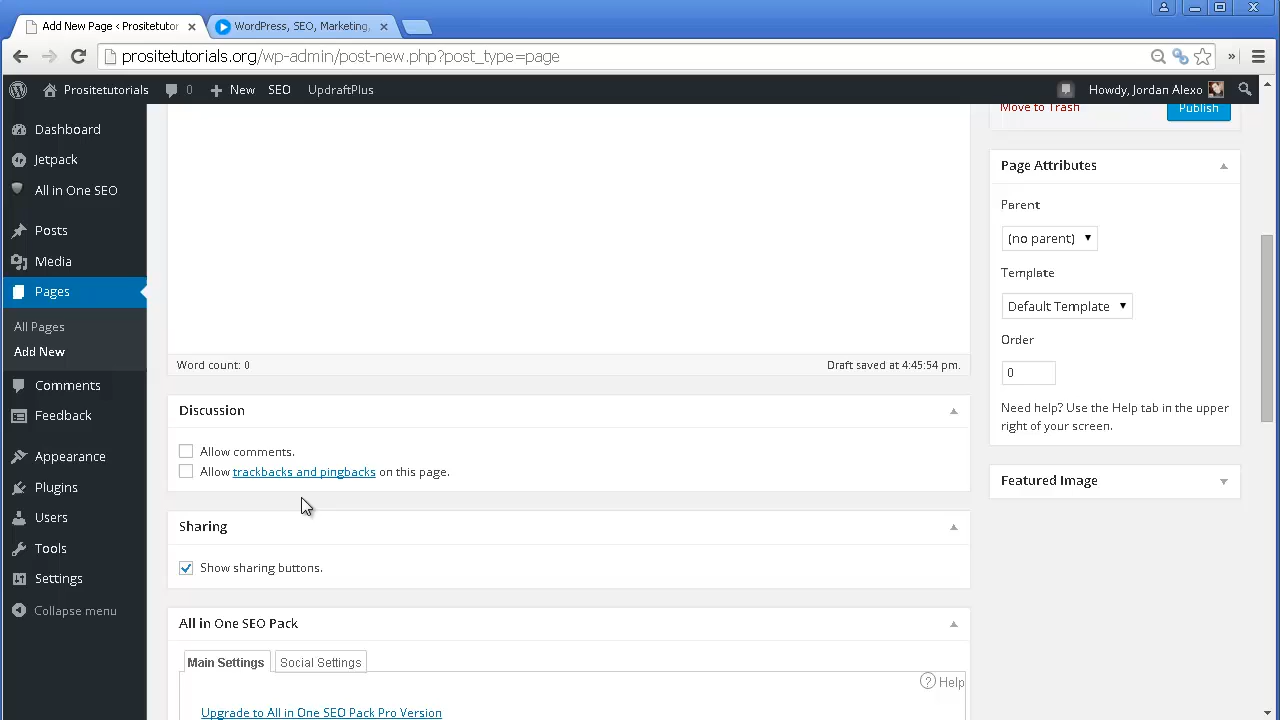 Add New Page ‹ Prositetutor
WordPress, SEO, Marketing,
prositetutorials.org/wp-admin/post-new.php?post_type=page
Prositetutorials 0 New SEO UpdraftPlus Howdy, Jordan Alexo
Dashboard
Jetpack
All in One SEO
Posts
Media
Pages
All Pages
Add New
Comments
Feedback
Appearance
Plugins
Users
Tools
Settings
Collapse menu
Word count: 0 Draft saved at 4:45:54 pm.
Discussion
Allow comments.
Allow trackbacks and pingbacks on this page.
Sharing
Show sharing buttons.
All in One SEO Pack
Main Settings Social Settings
? Help
Upgrade to All in One SEO Pack Pro Version
Move to Trash Publish
Page Attributes
Parent
(no parent)
Template
Default Template
Order
0
Need help? Use the Help tab in the upper
right of your screen.
Featured Image